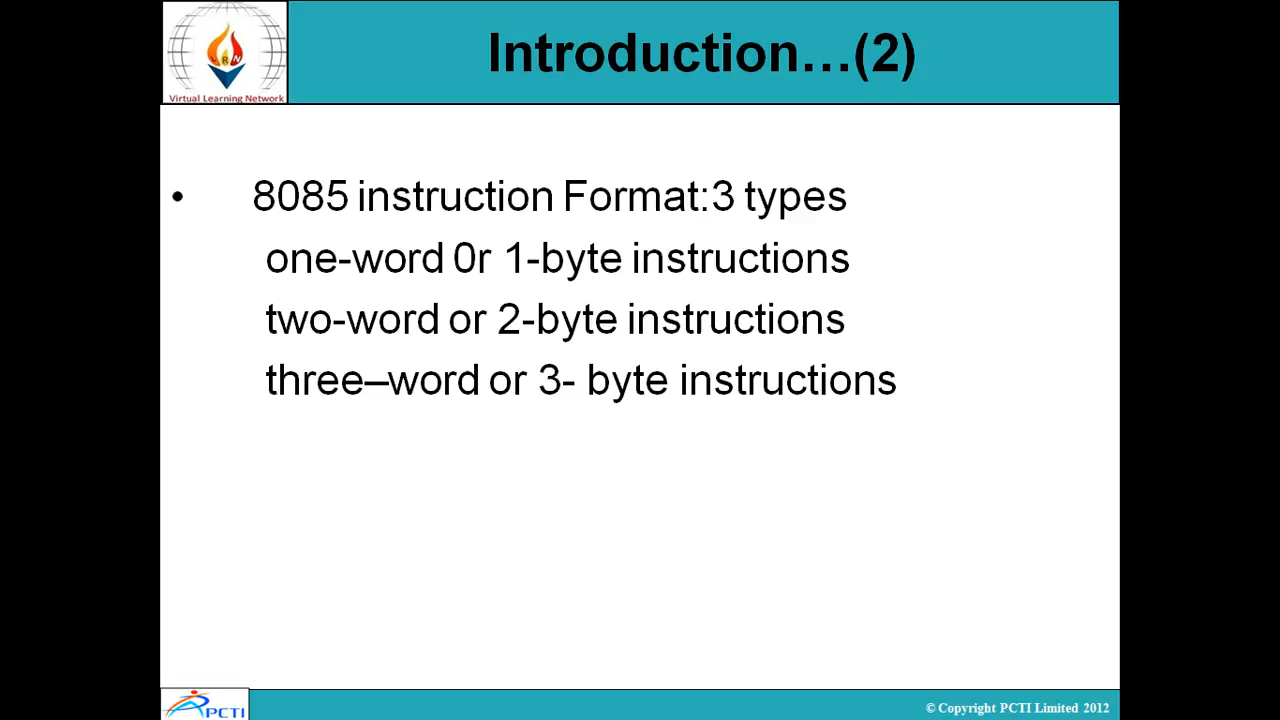 Introduction…(2)
LRN
Virtual Learning Network
• 8085 instruction Format:3 types
one-word 0r 1-byte instructions
two-word or 2-byte instructions
three–word or 3- byte instructions
PCTI
© Copyright PCTI Limited 2012